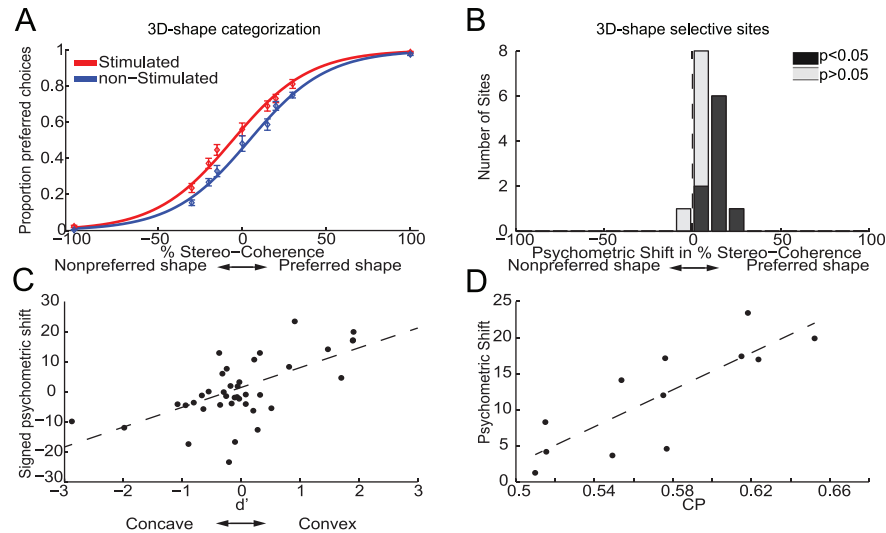 A
3D-shape categorization
Stimulated
non-Stimulated
Proportion preferred choices
1
0.8
0.6
0.4
0.2
0
-100
-50
0
50
100
% Stereo-Coherence
Nonpreferred shape
Preferred shape
B
3D-shape selective sites
p<0.05
p>0.05
Number of Sites
8
6
4
2
0
-100
-50
0
50
100
Psychometric Shift in % Stereo-Coherence
Nonpreferred shape
Preferred shape
C
Signed psychometric shift
30
20
10
0
-10
-20
-30
-3
-2
-1
0
1
2
3
d'
Concave
Convex
D
Psychometric Shift
25
20
15
10
5
0
0.5
0.54
0.58
0.62
0.66
CP